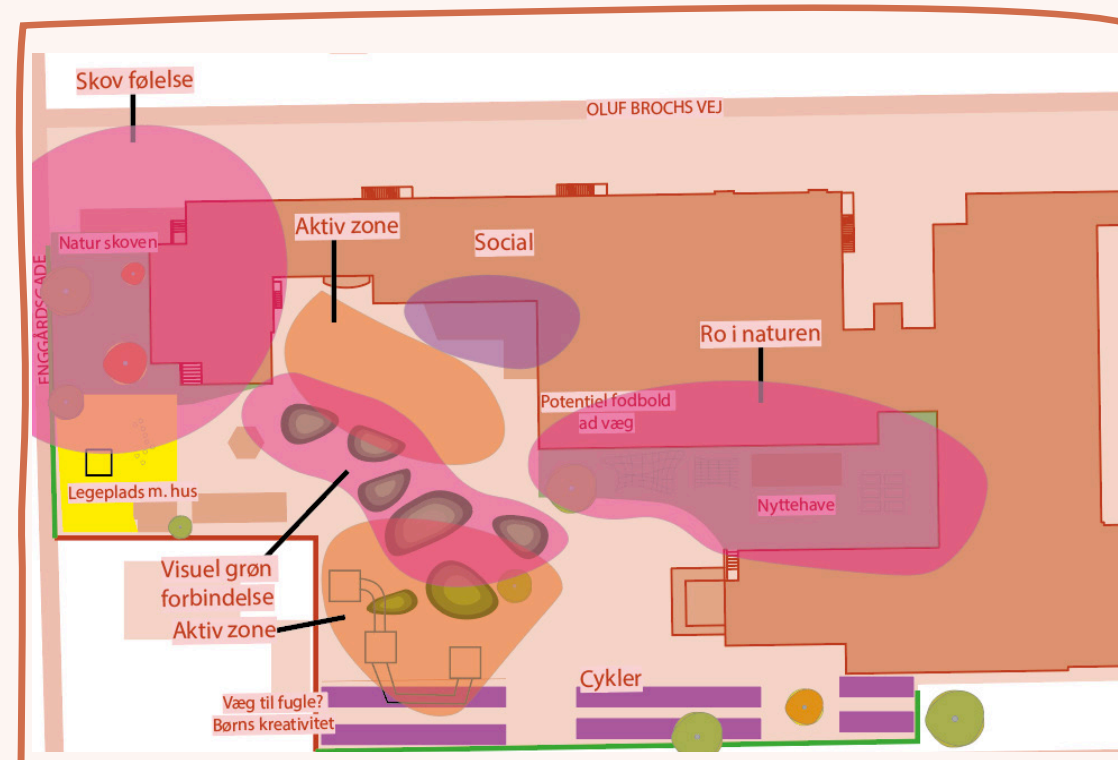 Skov følelse
OLUF BROCHS VEJ
Aktiv zone
Social
Natur skoven
ENGGÅRDSGADE
Ro i naturen
Potentiel fodbold
ad væg
Legeplads m. hus
Nyttehave
Visuel grøn
forbindelse
Aktiv zone
Cykler
Væg til fugle?
Børns kreativitet